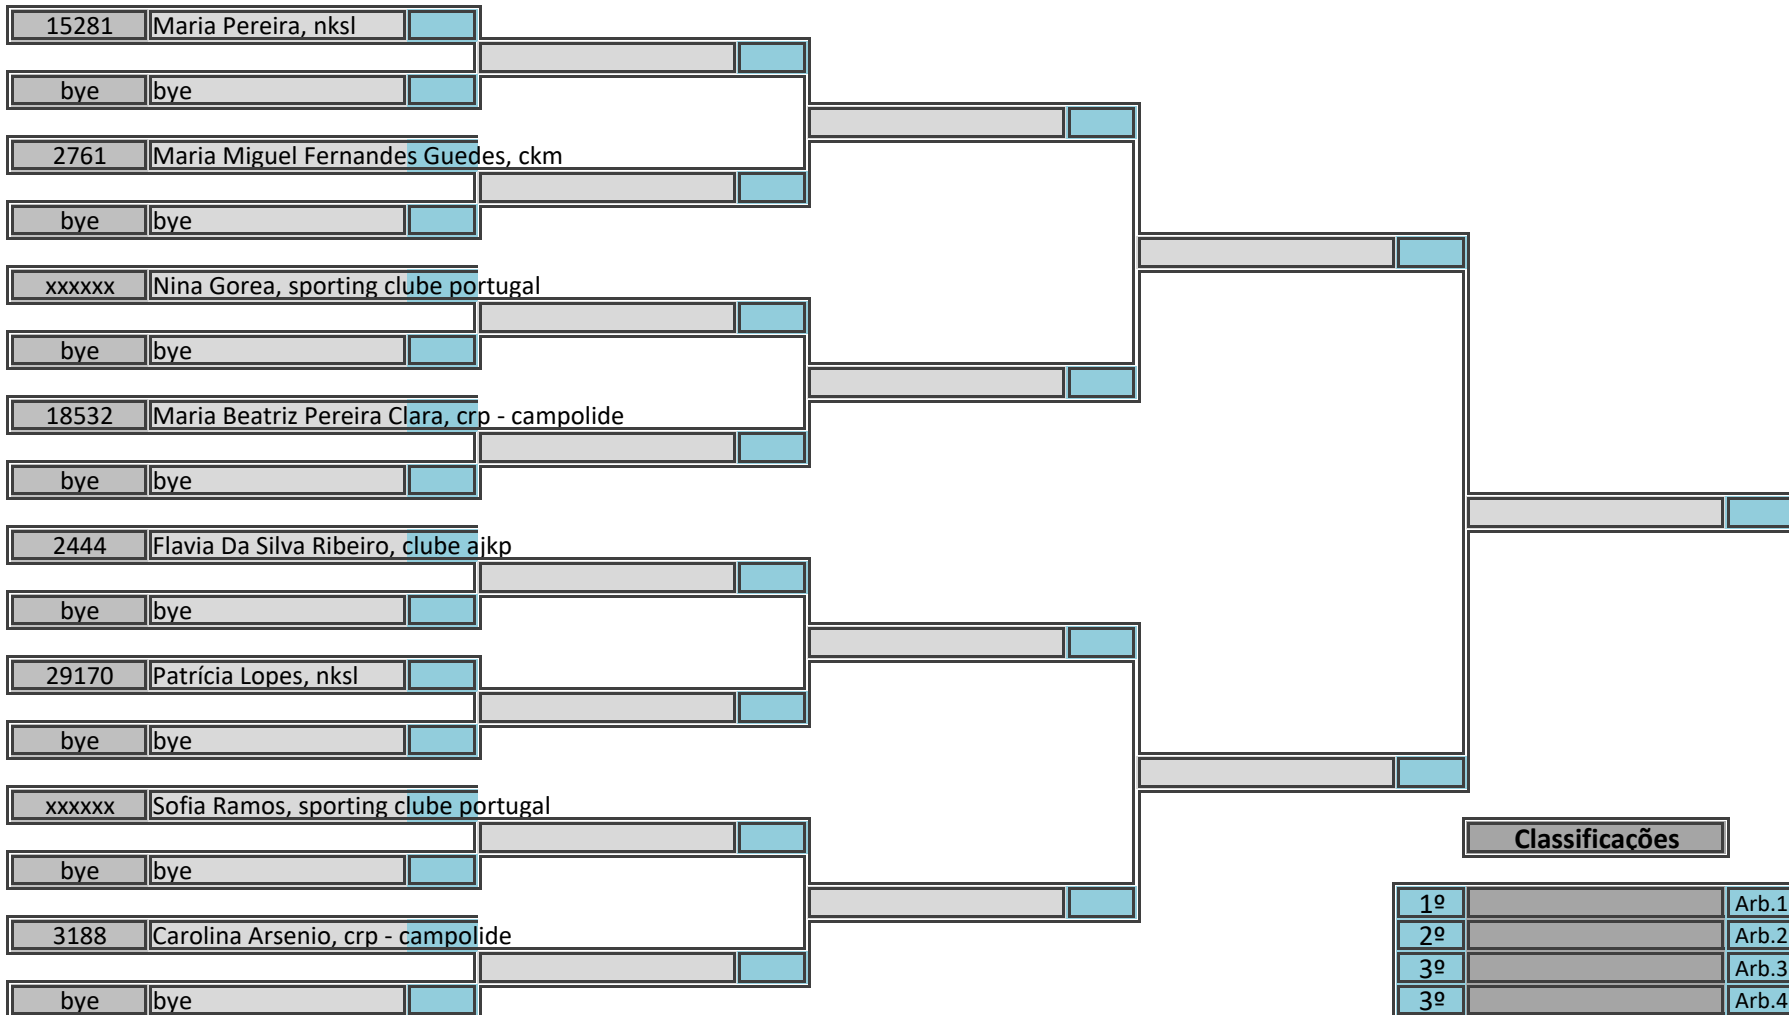 15281 Maria Pereira, nksl
bye bye
2761 Maria Miguel Fernandes Guedes, ckm
bye bye
xxxxxx Nina Gorea, sporting clube portugal
bye bye
18532 Maria Beatriz Pereira Clara, crp - campolide
bye bye
2444 Flavia Da Silva Ribeiro, clube ajkp
bye bye
29170 Patrícia Lopes, nksl
bye bye
xxxxxx Sofia Ramos, sporting clube portugal
bye bye
3188 Carolina Arsenio, crp - campolide
bye bye
Classificações
1º Arb.1
2º Arb.2
3º Arb.3
3º Arb.4